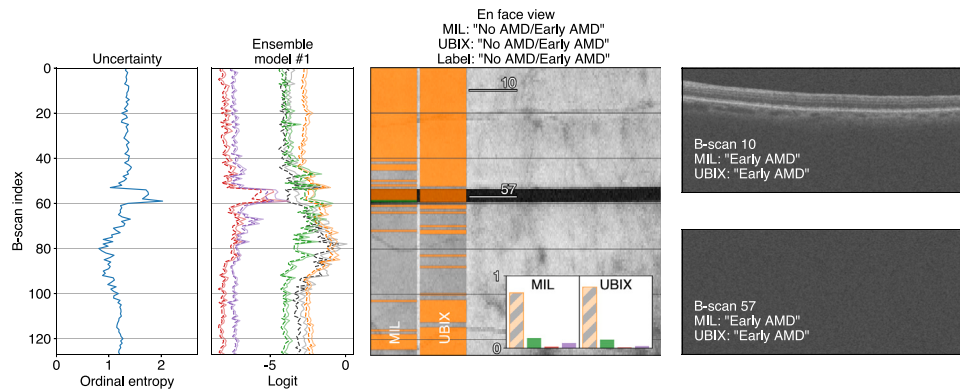 Uncertainty
Ensemble
model #1
En face view
MIL: "No AMD/Early AMD"
UBIX: "No AMD/Early AMD"
Label: "No AMD/Early AMD"
0
20
40
60
80
100
120
B-scan index
0
1
2
Ordinal entropy
-5
0
Logit
10
57
MIL
UBIX
1
0
MIL
UBIX
B-scan 10
MIL: "Early AMD"
UBIX: "Early AMD"
B-scan 57
MIL: "Early AMD"
UBIX: "Early AMD"